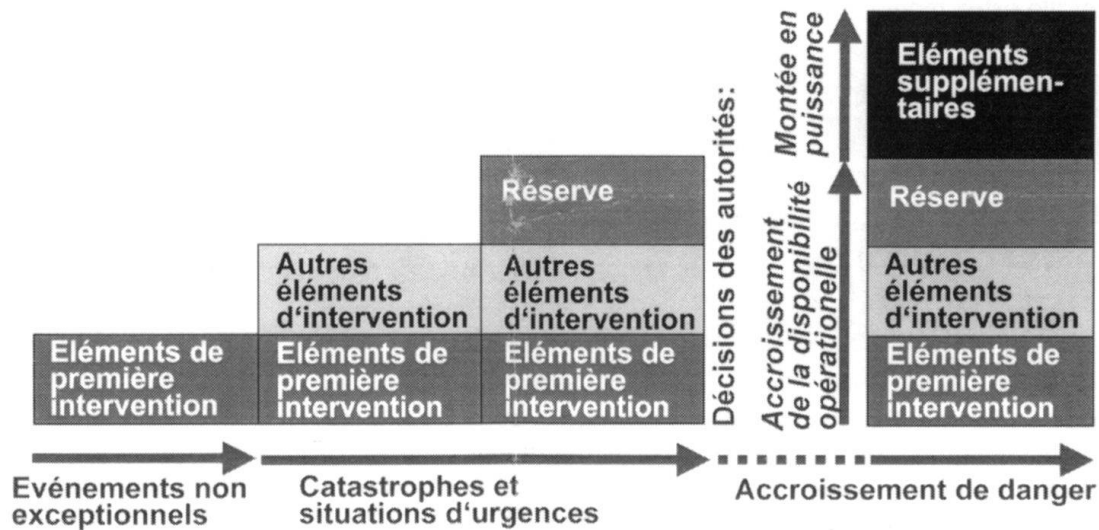 Eléments de
première
intervention
Autres
éléments
d'intervention
Eléments de
première
intervention
Réserve
Autres
éléments
d'intervention
Eléments de
première
intervention
Décisions des autorités:
Accroissement
de la disponibilité
opérationelle
Montée en
puissance
Eléments
supplémen-
taires
Réserve
Autres
éléments
d'intervention
Eléments de
première
intervention
Evénements non
exceptionnels
Catastrophes et
situations d'urgences
Accroissement de danger